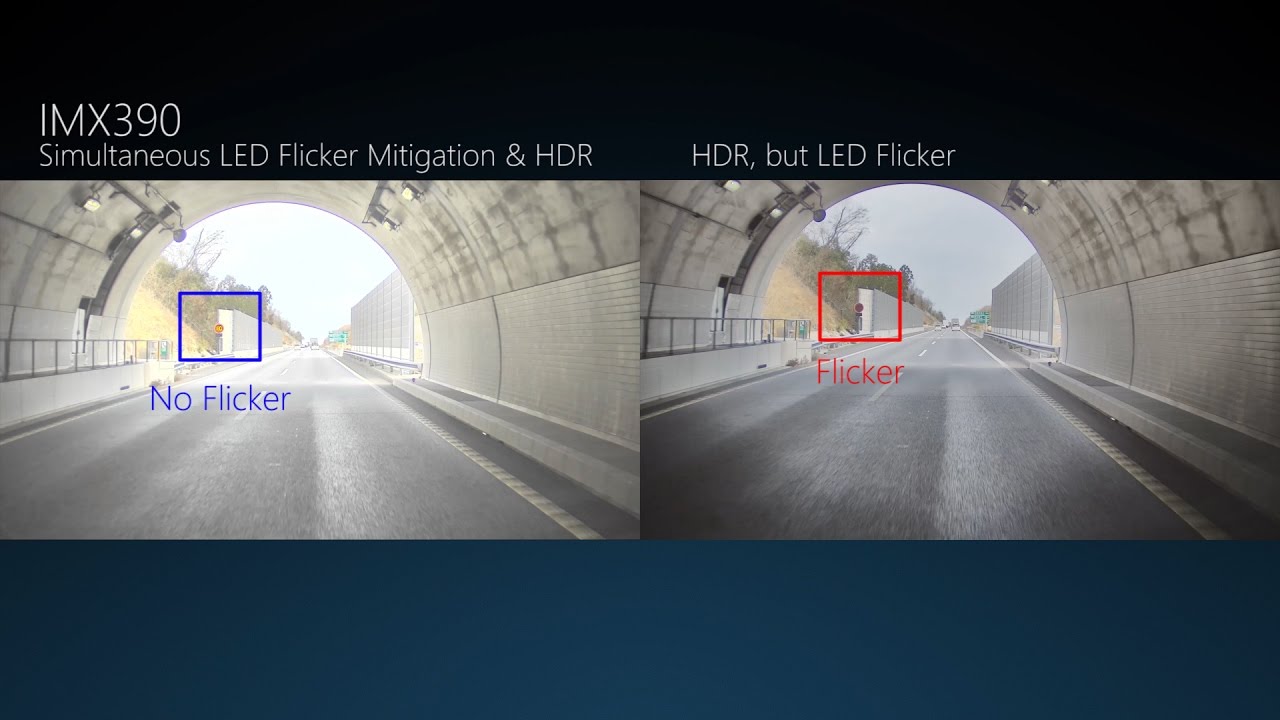 IMX390
Simultaneous LED Flicker Mitigation & HDR
HDR, but LED Flicker
No Flicker
Flicker